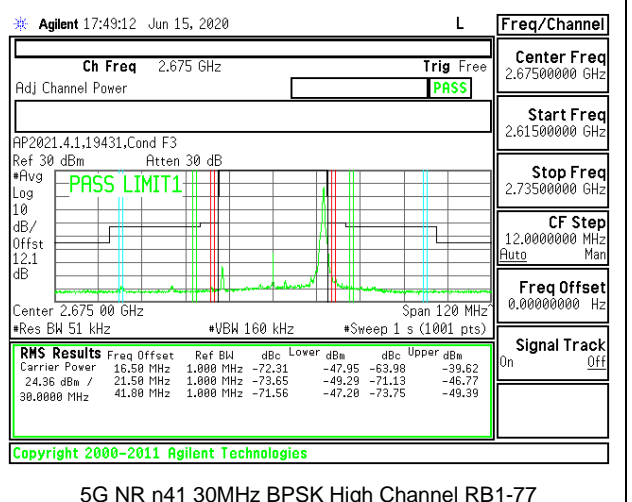 Agilent 17:49:12 Jun 15, 2020 L
Freq/Channel
Ch Freq 2.675 GHz Trig Free
Adj Channel Power PASS
AP2021.4.1,19431,Cond F3
Ref 30 dBm Atten 30 dB
#Avg
Log
10
dB/
Offst
12.1
dB
PASS LIMIT1
Center 2.675 00 GHz Span 120 MHz^
#Res BW 51 kHz #VBW 160 kHz #Sweep 1 s (1001 pts)
RMS Results Freq Offset Ref BW dBc Lower dBm dBc Upper dBm
Carrier Power 16.50 MHz 1.000 MHz -72.31 -47.95 -63.98 -39.62
24.36 dBm / 21.50 MHz 1.000 MHz -73.65 -49.29 -71.13 -46.77
30.0000 MHz 41.80 MHz 1.000 MHz -71.56 -47.20 -73.75 -49.39
Copyright 2000-2011 Agilent Technologies
Center Freq
2.67500000 GHz
Start Freq
2.61500000 GHz
Stop Freq
2.73500000 GHz
CF Step
12.0000000 MHz
Auto Man
Freq Offset
0.00000000 Hz
Signal Track
On Off
5G NR n41 30MHz BPSK High Channel RB1-77